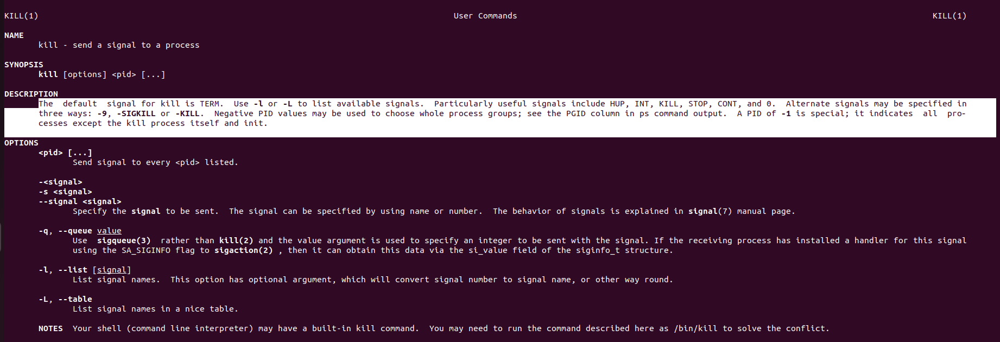 KILL(1) User Commands KILL(1)
NAME
kill - send a signal to a process
SYNOPSIS
kill [options] <pid> [...]
DESCRIPTION
The default signal for kill is TERM. Use -l or -L to list available signals. Particularly useful signals include HUP, INT, KILL, STOP, CONT, and 0. Alternate signals may be specified in
three ways: -9, -SIGKILL or -KILL. Negative PID values may be used to choose whole process groups; see the PGID column in ps command output. A PID of -1 is special; it indicates all pro-
cesses except the kill process itself and init.
OPTIONS
<pid> [...]
Send signal to every <pid> listed.
-<signal>
-s <signal>
--signal <signal>
Specify the signal to be sent. The signal can be specified by using name or number. The behavior of signals is explained in signal(7) manual page.
-q, --queue value
Use sigqueue(3) rather than kill(2) and the value argument is used to specify an integer to be sent with the signal. If the receiving process has installed a handler for this signal
using the SA_SIGINFO flag to sigaction(2) , then it can obtain this data via the si_value field of the siginfo_t structure.
-l, --list [signal]
List signal names. This option has optional argument, which will convert signal number to signal name, or other way round.
-L, --table
List signal names in a nice table.
NOTES Your shell (command line interpreter) may have a built-in kill command. You may need to run the command described here as /bin/kill to solve the conflict.